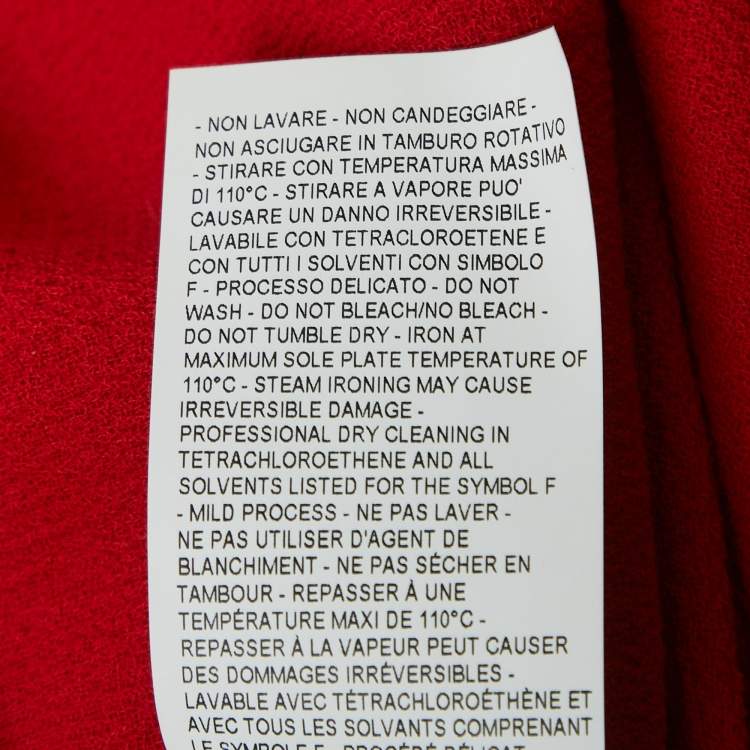 - NON LAVARE - NON CANDEGGIARE -
NON ASCIUGARE IN TAMBURO ROTATIVO
- STIRARE CON TEMPERATURA MASSIMA
DI 110°C - STIRARE A VAPORE PUO'
CAUSARE UN DANNO IRREVERSIBILE -
LAVABILE CON TETRACLOROETENE E
CON TUTTI I SOLVENTI CON SIMBOLO
F - PROCESSO DELICATO - DO NOT
WASH - DO NOT BLEACH/NO BLEACH -
DO NOT TUMBLE DRY - IRON AT
MAXIMUM SOLE PLATE TEMPERATURE OF
110°C - STEAM IRONING MAY CAUSE
IRREVERSIBLE DAMAGE -
PROFESSIONAL DRY CLEANING IN
TETRACHLOROETHENE AND ALL
SOLVENTS LISTED FOR THE SYMBOL F
- MILD PROCESS - NE PAS LAVER -
NE PAS UTILISER D'AGENT DE
BLANCHIMENT - NE PAS SÉCHER EN
TAMBOUR - REPASSER À UNE
TEMPÉRATURE MAXI DE 110°C -
REPASSER À LA VAPEUR PEUT CAUSER
DES DOMMAGES IRRÉVERSIBLES -
LAVABLE AVEC TÉTRACHLOROÉTHÈNE ET
AVEC TOUS LES SOLVANTS COMPRENANT
LE SYMBOLE F - PROCÉDÉ DÉLICAT